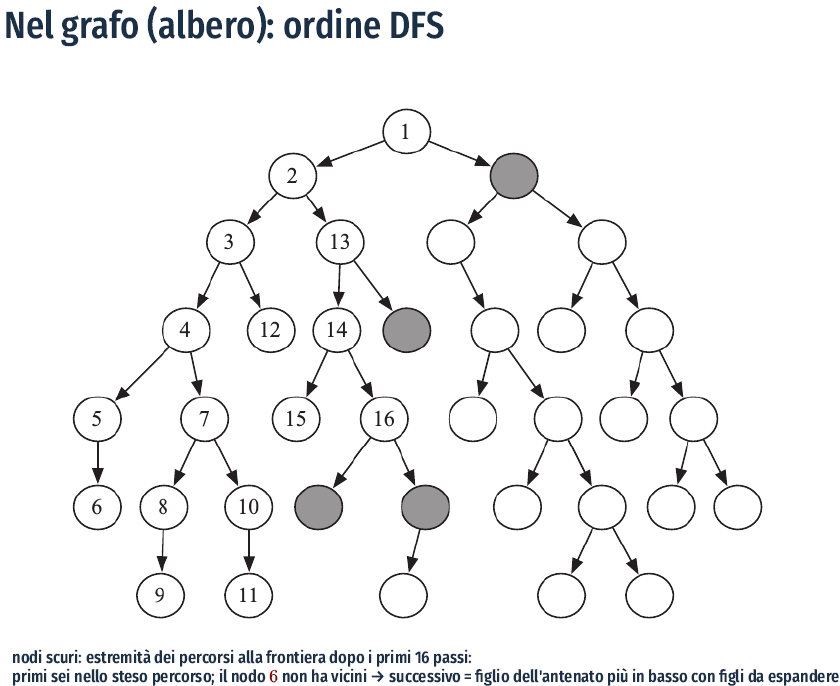 Nel grafo (albero): ordine DFS
1
2
3 13
4 12 14
5 7 15 16
6 8 10
9 11
nodi scuri: estremità dei percorsi alla frontiera dopo i primi 16 passi:
primi sei nello steso percorso; il nodo 6 non ha vicini → successivo = figlio dell'antenato più in basso con figli da espandere